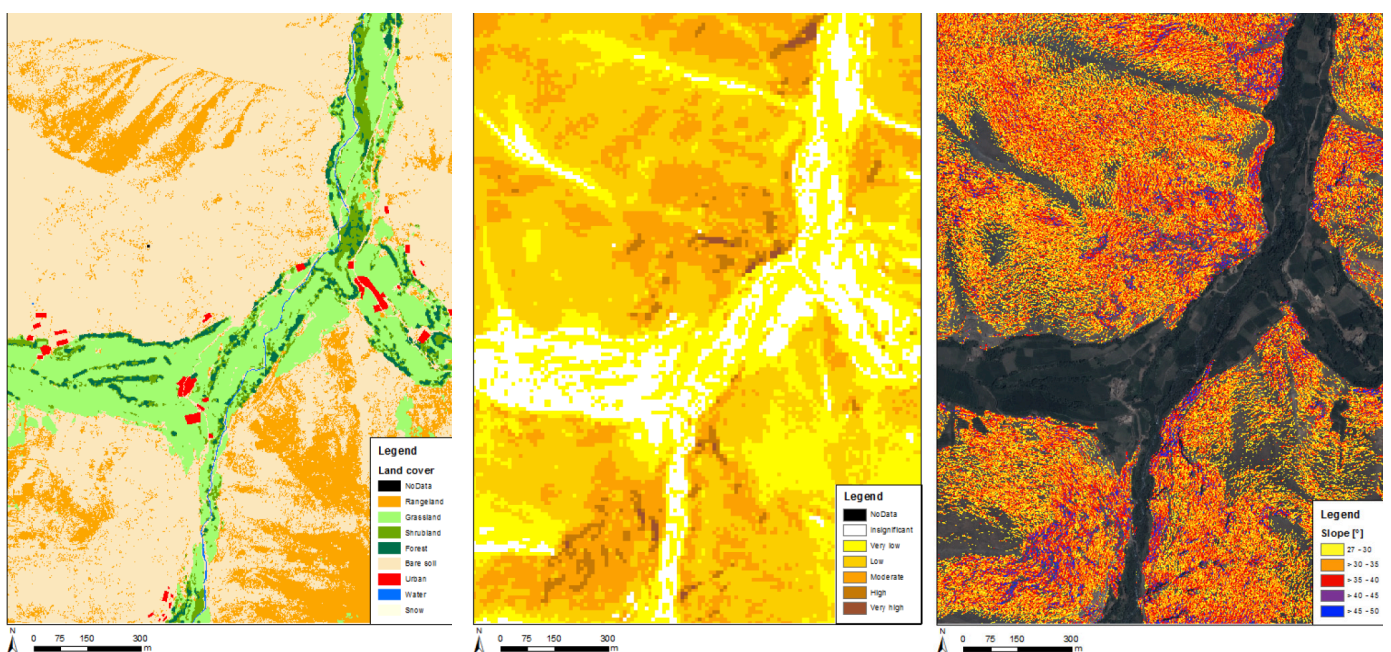 Legend
Land cover
NoData
Rangeland
Grassland
Shrubland
Forest
Bare soil
Urban
Water
Snow
N
0 75 150 300
m
Legend
NoData
Insignificant
Very low
Low
Moderate
High
Very high
N
0 75 150 300
m
Legend
Slope [°]
27 - 30
> 30 - 35
> 35 - 40
> 40 - 45
> 45 - 50
N
0 75 150 300
m